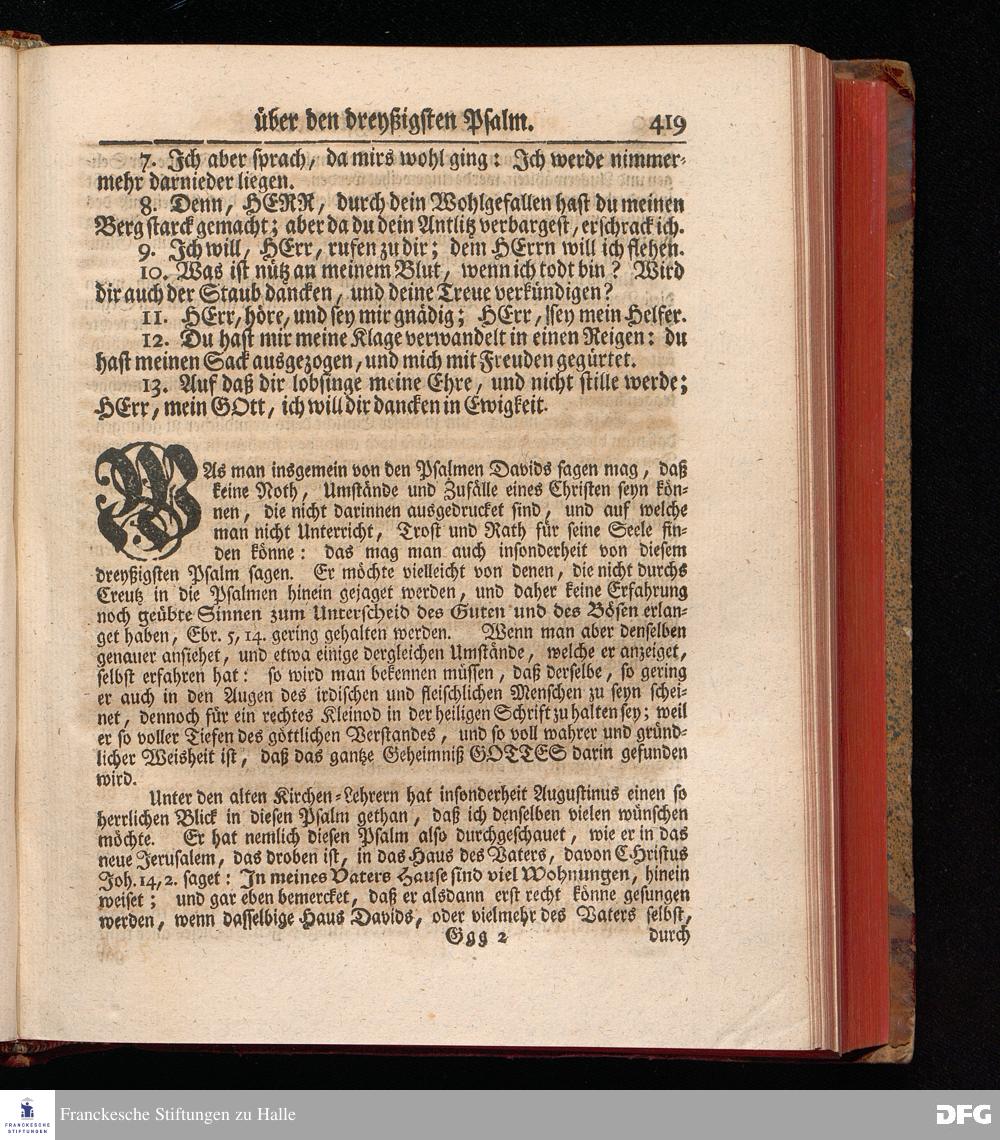 über den dreyßigsten Psalm. 419
7. Ich aber sprach, da mirs wohl ging: Ich werde nimmer-
mehr darnieder liegen.
8. Denn, HERR, durch dein Wohlgefallen hast du meinen
Berg starck gemacht; aber da du dein Antlitz verbargest, erschrack ich.
9. Ich will, HErr, rufen zu dir; dem HErrn will ich flehen.
10. Was ist nütz an meinem Blut, wenn ich todt bin? Wird
dir auch der Staub dancken, und deine Treue verkündigen?
11. HErr, höre, und sey mir gnädig; HErr, sey mein Helfer.
12. Du hast mir meine Klage verwandelt in einen Reigen: du
hast meinen Sack ausgezogen, und mich mit Freuden gegürtet.
13. Auf daß dir lobsinge meine Ehre, und nicht stille werde;
HErr, mein GOtt, ich will dir dancken in Ewigkeit.
WAs man insgemein von den Psalmen Davids sagen mag, daß
keine Noth, Umstände und Zufälle eines Christen seyn kön-
nen, die nicht darinnen ausgedrucket sind, und auf welche
man nicht Unterricht, Trost und Rath für seine Seele fin-
den könne: das mag man auch insonderheit von diesem
dreyßigsten Psalm sagen. Er möchte vielleicht von denen, die nicht durchs
Creutz in die Psalmen hinein gejaget werden, und daher keine Erfahrung
noch geübte Sinnen zum Unterscheid des Guten und des Bösen erlan-
get haben, Ebr. 5, 14. gering gehalten werden. Wenn man aber denselben
genauer ansiehet, und etwa einige dergleichen Umstände, welche er anzeiget,
selbst erfahren hat: so wird man bekennen müssen, daß derselbe, so gering
er auch in den Augen des irdischen und fleischlichen Menschen zu seyn schei-
net, dennoch für ein rechtes Kleinod in der heiligen Schrift zu halten sey; weil
er so voller Tiefen des göttlichen Verstandes, und so voll wahrer und gründ-
licher Weisheit ist, daß das gantze Geheimniß GOTTES darin gefunden
wird.
Unter den alten Kirchen-Lehrern hat insonderheit Augustinus einen so
herrlichen Blick in diesen Psalm gethan, daß ich denselben vielen wünschen
möchte. Er hat nemlich diesen Psalm also durchgeschauet, wie er in das
neue Jerusalem, das droben ist, in das Haus des Vaters, davon CHristus
Joh. 14, 2. saget: In meines Vaters Hause sind viel Wohnungen, hinein
weiset; und gar eben bemercket, daß er alsdann erst recht könne gesungen
werden, wenn dasselbige Haus Davids, oder vielmehr des Vaters selbst,
Ggg 2 durch
FRANCKESCHE
STIFTUNGEN
Franckesche Stiftungen zu Halle
DFG